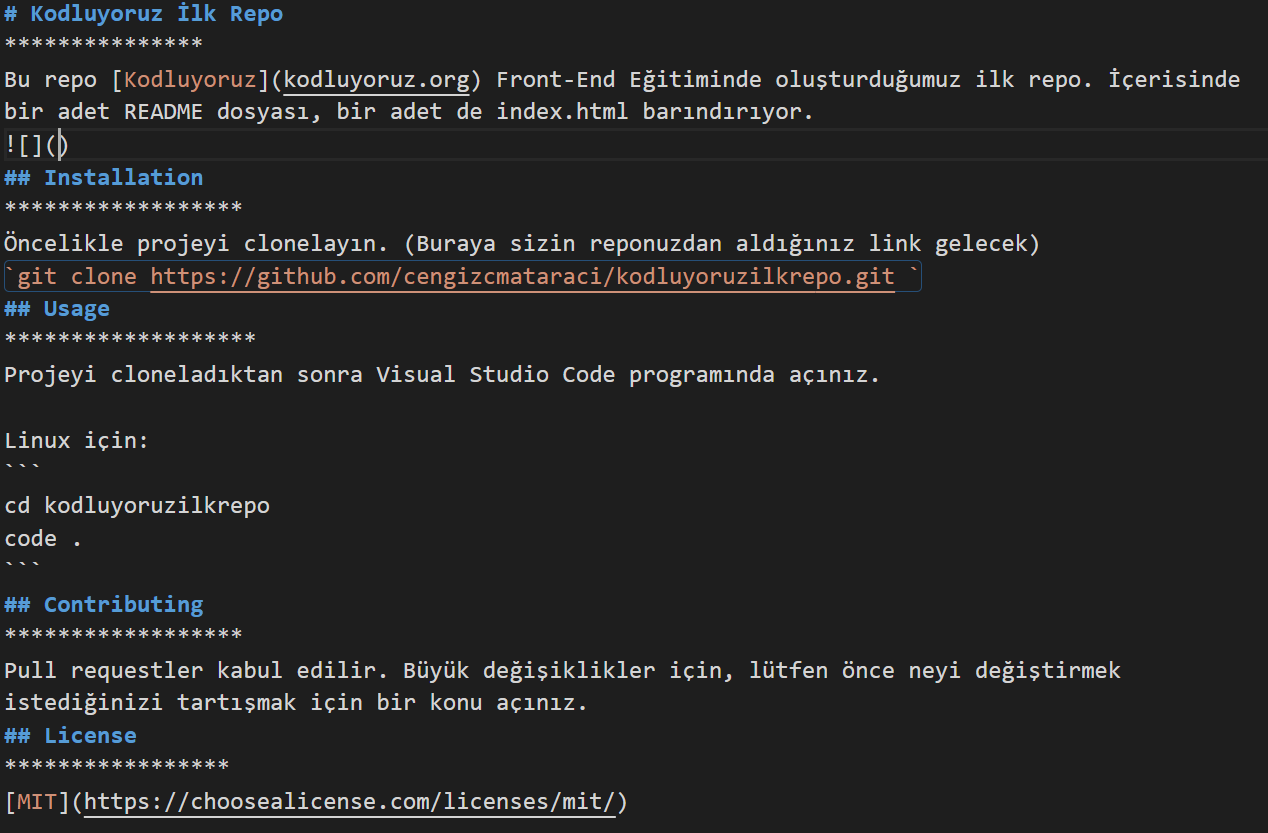 # Kodluyoruz İlk Repo
***************
Bu repo [Kodluyoruz](kodluyoruz.org) Front-End Eğitiminde oluşturduğumuz ilk repo. İçerisinde
bir adet README dosyası, bir adet de index.html barındırıyor.
![]()
## Installation
******************
Öncelikle projeyi clonelayın. (Buraya sizin reponuzdan aldığınız link gelecek)
`git clone https://github.com/cengizcmataraci/kodluyoruzilkrepo.git `
## Usage
*******************
Projeyi cloneladıktan sonra Visual Studio Code programında açınız.

Linux için:
```
cd kodluyoruzilkrepo
code .
```
## Contributing
******************
Pull requestler kabul edilir. Büyük değişiklikler için, lütfen önce neyi değiştirmek
istediğinizi tartışmak için bir konu açınız.
## License
*****************
[MIT](https://choosealicense.com/licenses/mit/)